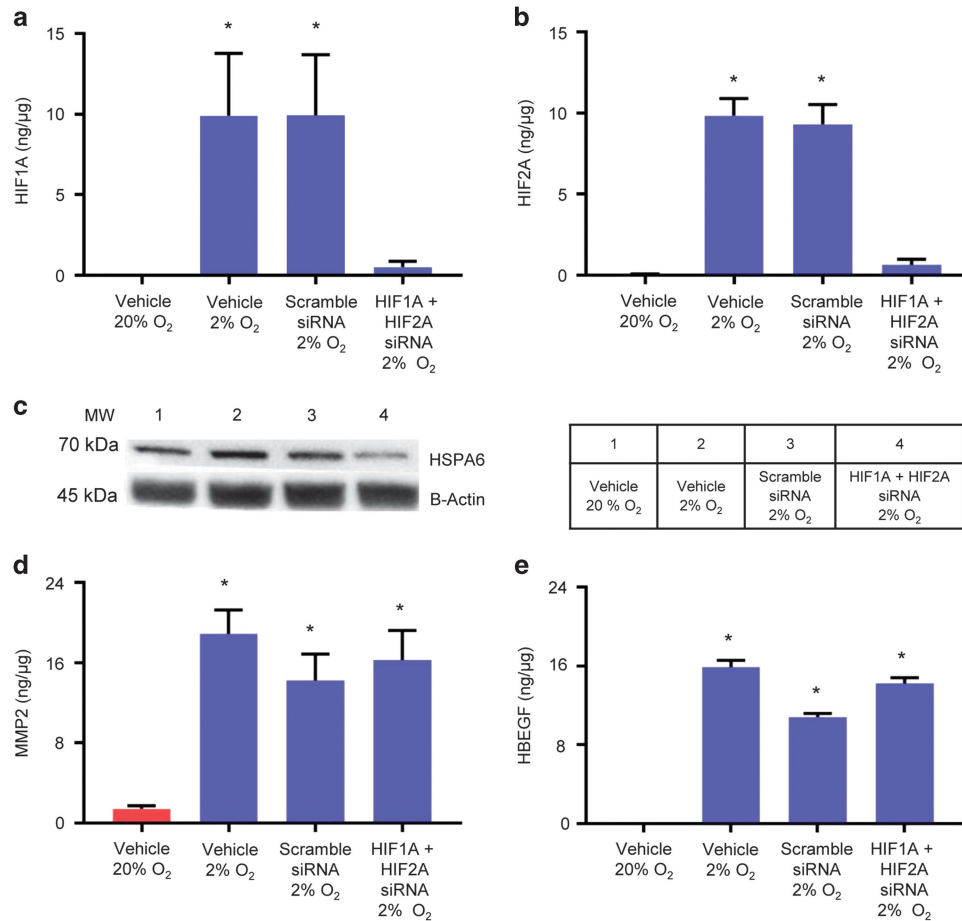 a
15
10
5
0
HIF1A (ng/µg)
*
*
Vehicle
20% O₂
Vehicle
2% O₂
Scramble
siRNA
2% O₂
HIF1A +
HIF2A
siRNA
2% O₂
b
15
10
5
0
HIF2A (ng/µg)
*
*
Vehicle
20% O₂
Vehicle
2% O₂
Scramble
siRNA
2% O₂
HIF1A +
HIF2A
siRNA
2% O₂
c
MW 1 2 3 4
70 kDa
HSPA6
45 kDa
B-Actin
1 2 3 4
Vehicle
20 % O₂
Vehicle
2% O₂
Scramble
siRNA
2% O₂
HIF1A + HIF2A
siRNA
2% O₂
d
24
16
8
0
MMP2 (ng/µg)
*
*
*
Vehicle
20% O₂
Vehicle
2% O₂
Scramble
siRNA
2% O₂
HIF1A +
HIF2A
siRNA
2% O₂
e
24
16
8
0
HBEGF (ng/µg)
*
*
*
Vehicle
20% O₂
Vehicle
2% O₂
Scramble
siRNA
2% O₂
HIF1A +
HIF2A
siRNA
2% O₂